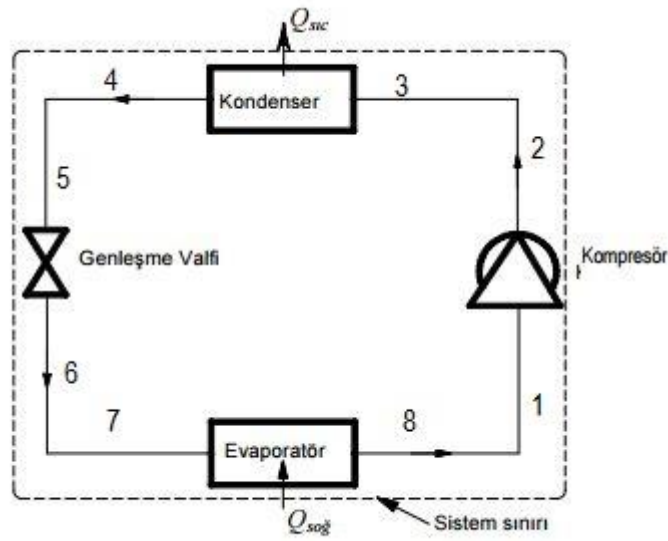 Qsıc
4
Kondenser
3
2
5
Genleşme Valfi
Kompresör
6
1
7
Evaporatör
8
Qsoğ
Sistem sınırı